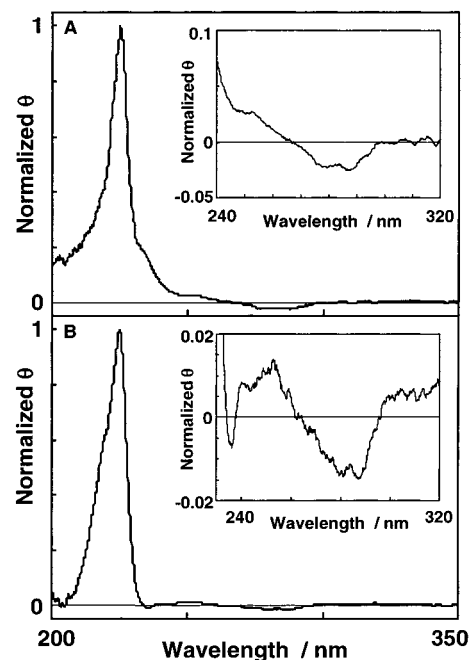 1
A
Normalized θ
0
0.1
Normalized θ
0
-0.05
240
320
Wavelength / nm
1
B
Normalized θ
0
0.02
Normalized θ
0
-0.02
240
320
Wavelength / nm
200
350
Wavelength / nm